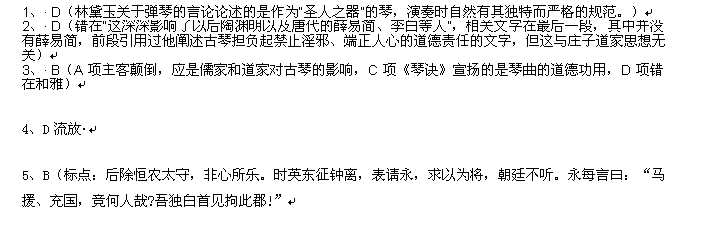 1、·D（林黛玉关于弹琴的言论论述的是作为"圣人之器"的琴，演奏时自然有其独特而严格的规范。）↵
2、·D（错在"这深深影响了以后陶渊明以及唐代的薛易简、李白等人"，相关文字在最后一段，其中并没
有薛易简，前段引用过他阐述古琴担负起禁止淫邪、端正人心的道德责任的文字，但这与庄子道家思想无
关）↵
3、·B（A 项主客颠倒，应是儒家和道家对古琴的影响，C 项《琴诀》宣扬的是琴曲的道德功用，D 项错
在和雅）↵
4、D 流放·↵
5、B（标点：后除恒农太守，非心所乐。时英东征钟离，表请永，求以为将，朝廷不听。永每言曰：“马
援、充国，竟何人哉?吾独白首见拘此郡!”↵